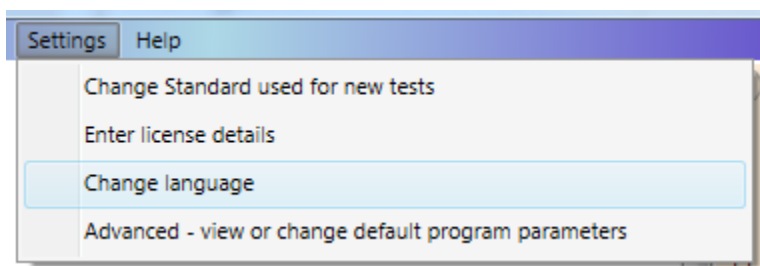 Settings Help
Change Standard used for new tests
Enter license details
Change language
Advanced - view or change default program parameters